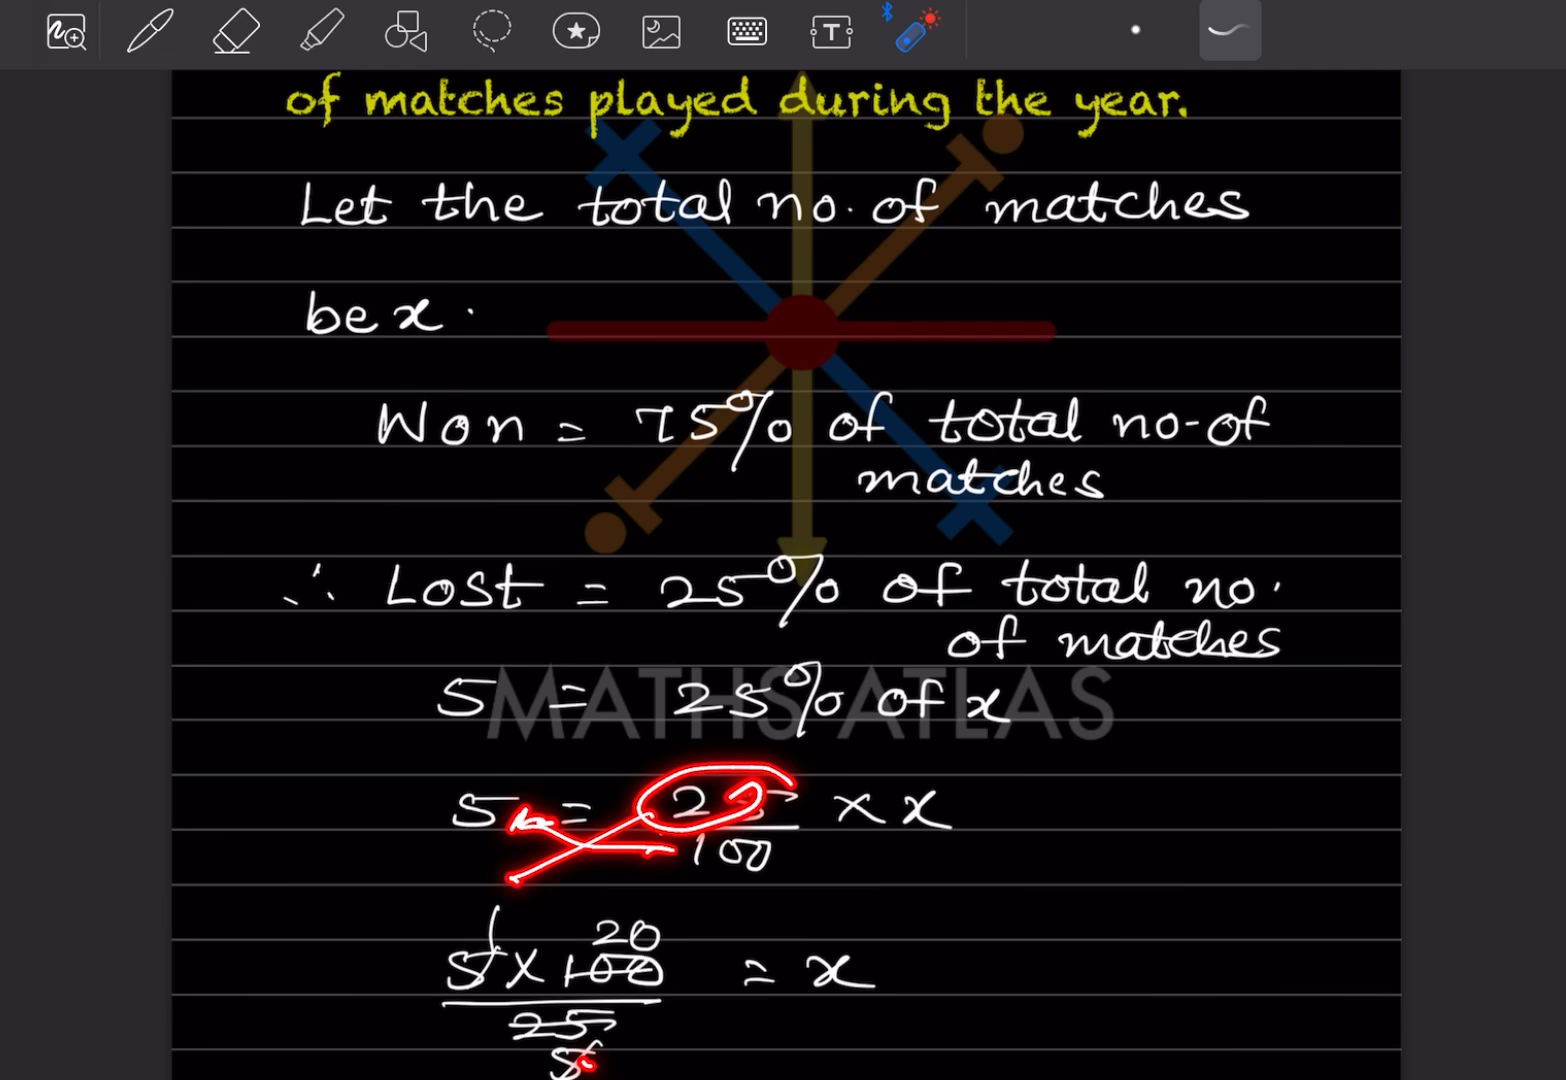 of matches played during the year.
Let the total no. of matches
be x.
Won = 75% of total no. of
matches
∴ Lost = 25% of total no.
of matches
MATHS ATLAS
5 = 25% of x
5 = 25/100 × x
1 20
5 × 100 = x
25
5